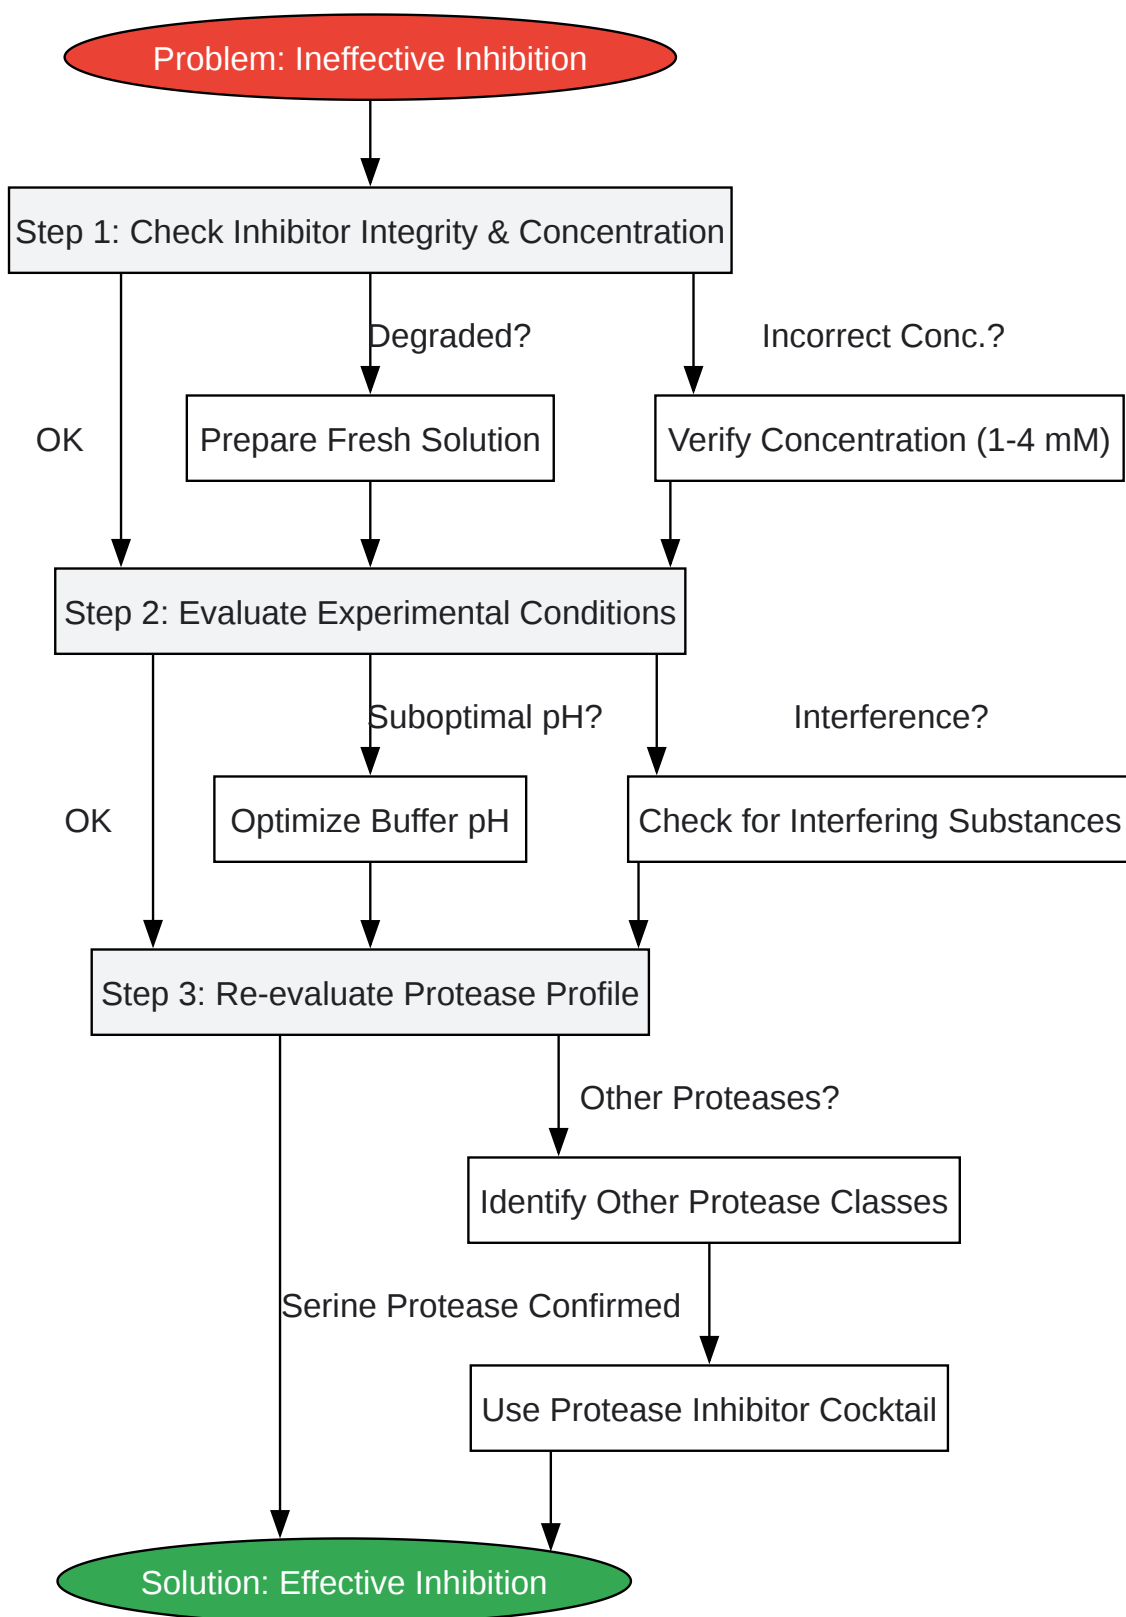 Problem: Ineffective Inhibition
Step 1: Check Inhibitor Integrity & Concentration
Degraded?
Incorrect Conc.?
OK
Prepare Fresh Solution
Verify Concentration (1-4 mM)
Step 2: Evaluate Experimental Conditions
Suboptimal pH?
Interference?
OK
Optimize Buffer pH
Check for Interfering Substances
Step 3: Re-evaluate Protease Profile
Other Proteases?
Identify Other Protease Classes
Serine Protease Confirmed
Use Protease Inhibitor Cocktail
Solution: Effective Inhibition